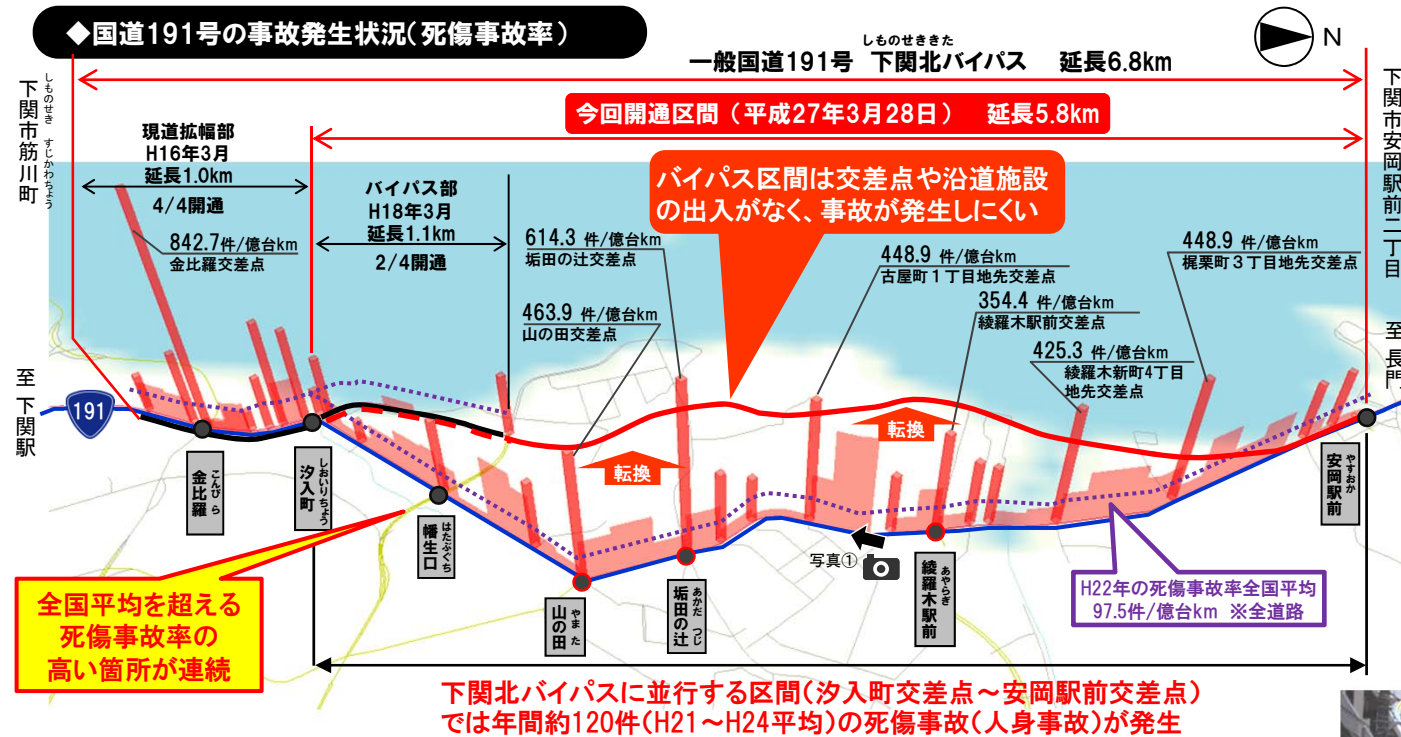 ◆国道191号の事故発生状況(死傷事故率)
N
しものせききた
一般国道191号 下関北バイパス 延長6.8km
今回開通区間（平成27年3月28日） 延長5.8km
しものせき すじかわちょう
下関市筋川町
至 下関駅
191
現道拡幅部
H16年3月
延長1.0km
4/4開通
バイパス部
H18年3月
延長1.1km
2/4開通
バイパス区間は交差点や沿道施設
の出入がなく、事故が発生しにくい
842.7件/億台km
金比羅交差点
463.9 件/億台km
山の田交差点
614.3 件/億台km
垢田の辻交差点
448.9 件/億台km
古屋町１丁目地先交差点
354.4 件/億台km
綾羅木駅前交差点
425.3 件/億台km
綾羅木新町4丁目
地先交差点
448.9 件/億台km
梶栗町３丁目地先交差点
下関市安岡駅前二丁目
至 長門
転換
転換
こんぴら
金比羅
しおいりちょう
汐入町
はたぶぐち
幡生口
やま た
山の田
あかだ つじ
垢田の辻
写真①
あやらぎ
綾羅木駅前
やすおか
安岡駅前
H22年の死傷事故率全国平均
97.5件/億台km ※全道路
全国平均を超える
死傷事故率の
高い箇所が連続
下関北バイパスに並行する区間(汐入町交差点～安岡駅前交差点)
では年間約120件(H21～H24平均)の死傷事故(人身事故)が発生